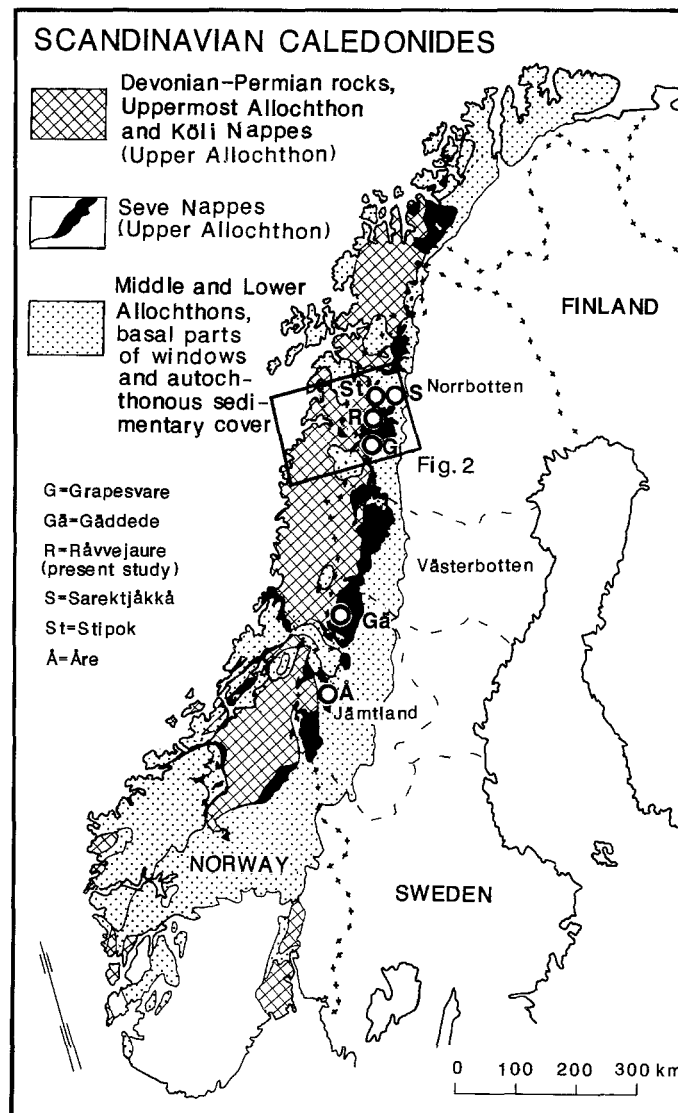 SCANDINAVIAN CALEDONIDES
Devonian-Permian rocks,
Uppermost Allochthon
and Köli Nappes
(Upper Allochthon)
Seve Nappes
(Upper Allochthon)
Middle and Lower
Allochthons,
basal parts
of windows
and autoch-
thonous sedi-
mentary cover
FINLAND
St
S
Norrbotten
R
G
Fig. 2
G=Grapesvare
Gä=Gäddede
R=Råvvejaure
(present study)
S=Sarektjåkkå
St=Stipok
Å=Åre
Västerbotten
Gä
Å
Jämtland
NORWAY
SWEDEN
0 100 200 300 km